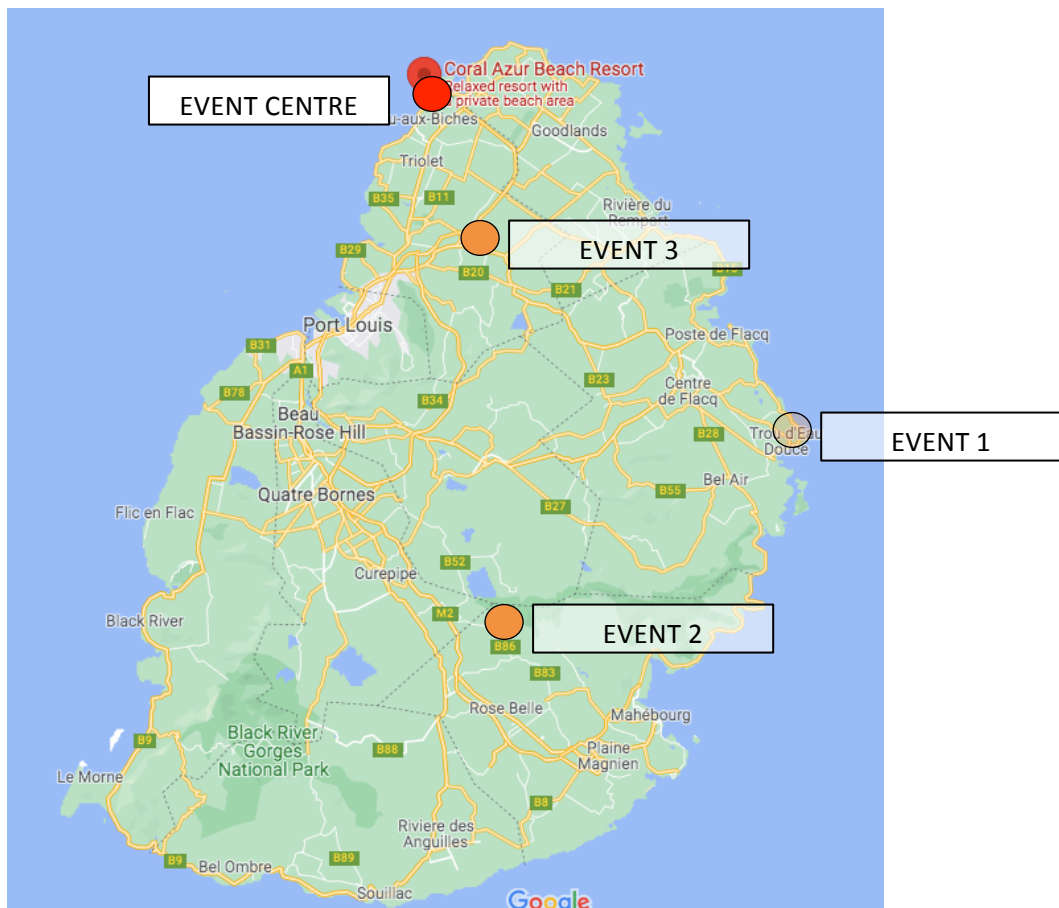 Coral Azur Beach Resort
Relaxed resort with
private beach area
EVENT CENTRE
u-aux-Biches
Goodlands
Triolet
B35
B11
Rivière du
Rempart
EVENT 3
B29
B20
B15
B21
Port Louis
Poste de Flacq
B31
A1
B23
B78
Centre
de Flacq
B34
Beau
Bassin-Rose Hill
B28
Trou d'Eau
Douce
EVENT 1
Bel Air
Quatre Bornes
B55
B27
Flic en Flac
B52
Curepipe
M2
Black River
EVENT 2
B86
B83
Rose Belle
Mahébourg
Black River
Gorges
National Park
B9
B88
Plaine
Magnien
Le Morne
B8
Riviere des
Anguilles
B9
Bel Ombre
B89
Souillac
Google